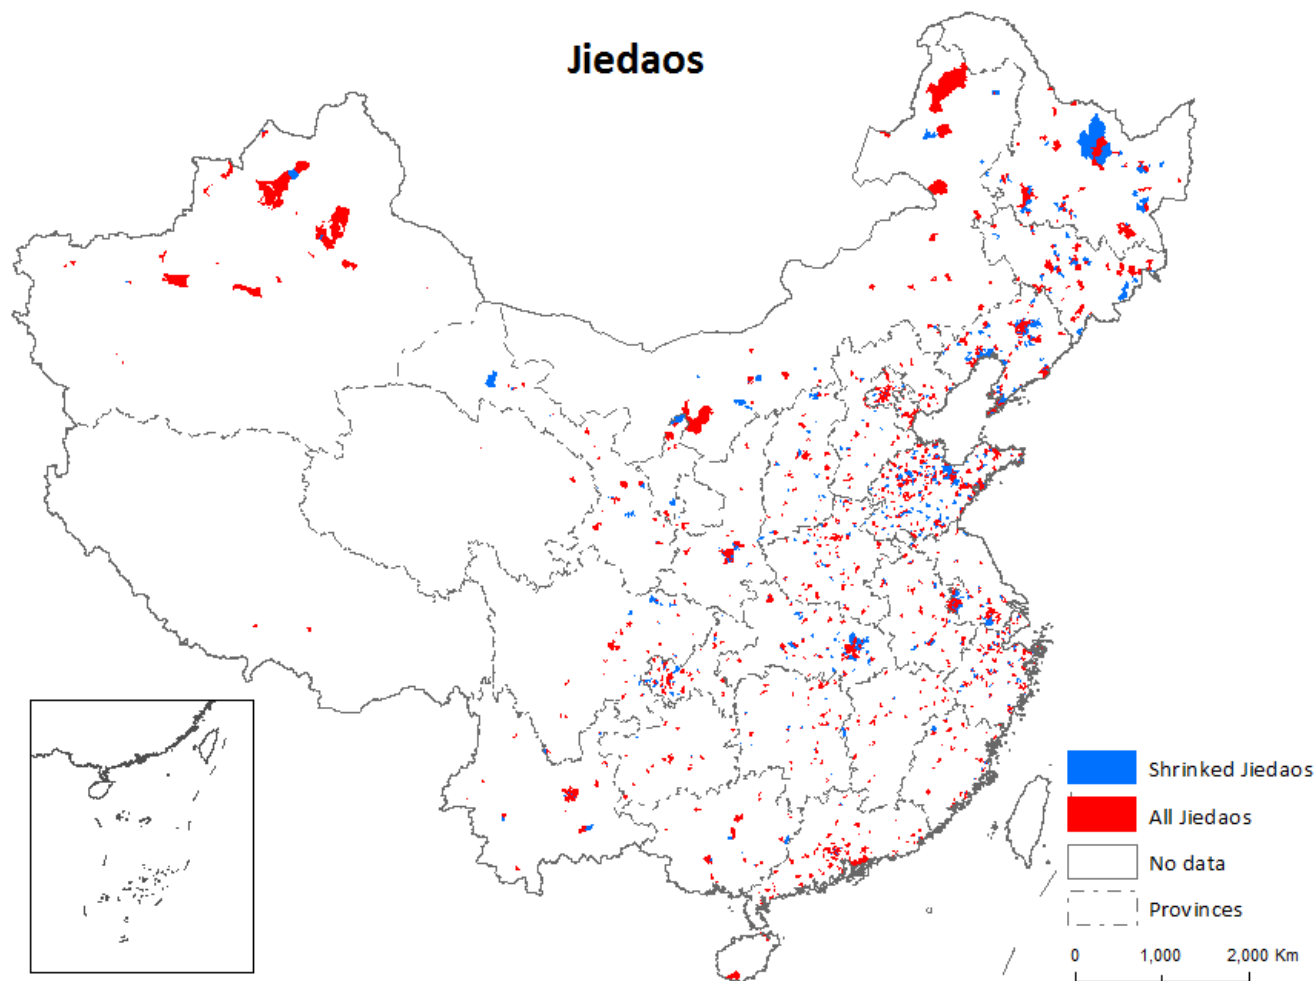 Jiedaos
Shrinked Jiedaos
All Jiedaos
No data
Provinces
0 1,000 2,000 Km